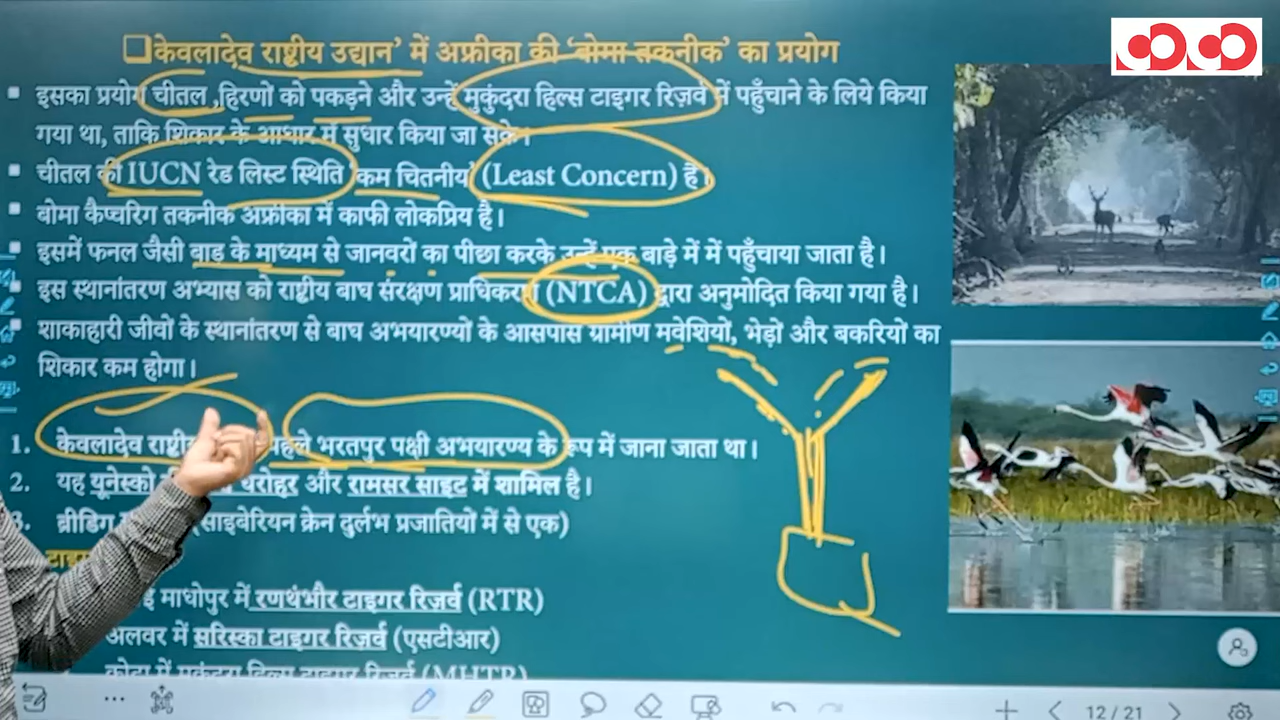 केवलादेव राष्ट्रीय उद्यान' में अफ्रीका की 'बोमा तकनीक' का प्रयोग
इसका प्रयोग चीतल ,हिरणों को पकड़ने और उन्हें मुकुंदरा हिल्स टाइगर रिज़र्व में पहुँचाने के लिये किया
गया था, ताकि शिकार के आधार में सुधार किया जा सके।
चीतल की IUCN रेड लिस्ट स्थिति कम चिंतनीय (Least Concern) है।
बोमा कैप्चरिंग तकनीक अफ्रीका में काफी लोकप्रिय है।
इसमें फनल जैसी बाड़ के माध्यम से जानवरों का पीछा करके उन्हें एक बाड़े में में पहुँचाया जाता है।
इस स्थानांतरण अभ्यास को राष्ट्रीय बाघ संरक्षण प्राधिकरण (NTCA) द्वारा अनुमोदित किया गया है।
शाकाहारी जीवों के स्थानांतरण से बाघ अभयारण्यों के आसपास ग्रामीण मवेशियों, भेड़ों और बकरियों का
शिकार कम होगा।
1. केवलादेव राष्ट्रीय पहले भरतपुर पक्षी अभयारण्य के रूप में जाना जाता था।
2. यह यूनेस्को धरोहर और रामसर साइट में शामिल है।
3. ब्रीडिंग (साइबेरियन क्रेन दुर्लभ प्रजातियों में से एक)
माधोपुर में रणथंभौर टाइगर रिज़र्व (RTR)
अलवर में सरिस्का टाइगर रिज़र्व (एसटीआर)
कोटा में मुकुंदरा हिल्स टाइगर रिज़र्व (MHTR)
12/21